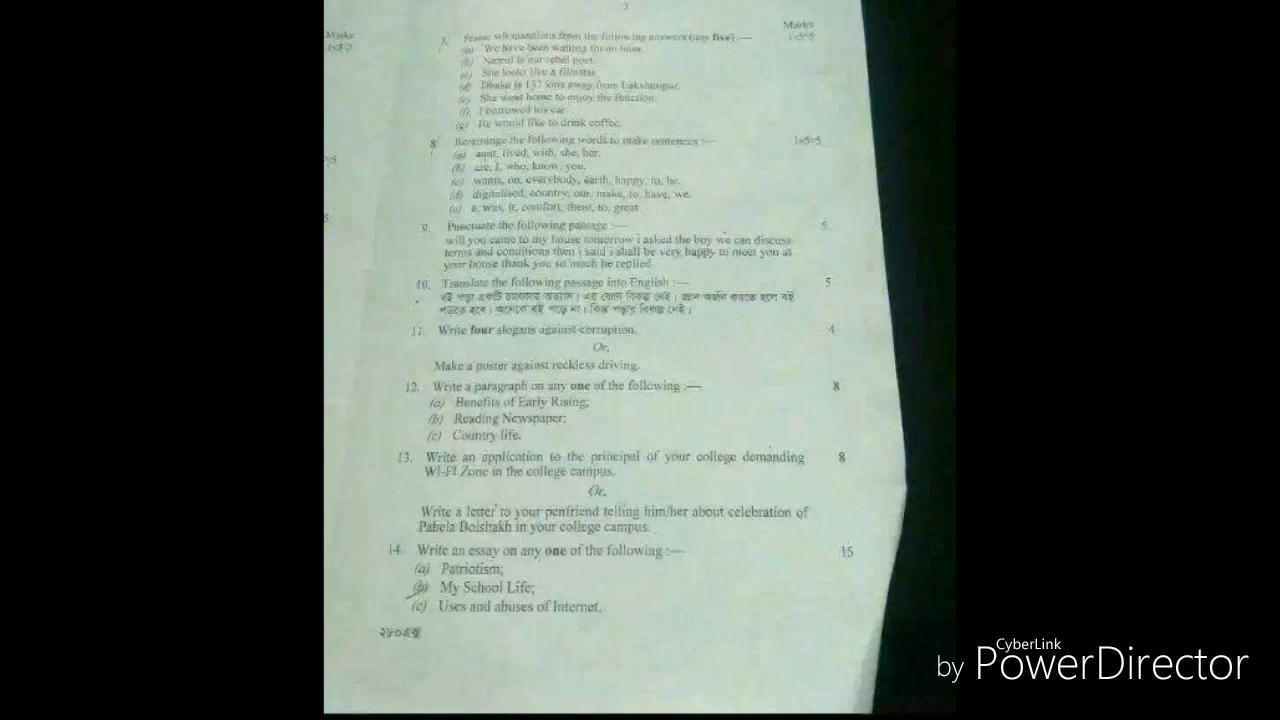 3
Marks
1×5=5
Marks
1×5=5
7. Frame wh questions from the following answers (any five) :—
(a) We have been walking for an hour.
(b) Nazrul is our rebel poet.
(c) She looks like a filmstar.
(d) Dhaka is 137 kms away from Lakshmipur.
(e) She went home to enjoy the function.
(f) I borrowed his car.
(g) He would like to drink coffee.
8. Rearrange the following words to make sentences :— 1×5=5
(a) aunt, lived, with, she, her.
(b) are, I, who, know, you.
(c) wants, on, everybody, earth, happy, to, be.
(d) digitalised, country, our, make, to, have, we.
(e) a, was, it, comfort, them, to, great.
9. Punctuate the following passage :— 5
will you came to my house tomorrow i asked the boy we can discuss
terms and conditions then i said i shall be very happy to meet you at
your house thank you so much he replied
10. Translate the following passage into English :— 5
বই পড়া একটি চমৎকার অভ্যাস। এর কোন বিকল্প নেই। জ্ঞান অর্জন করতে হলে বই
পড়তে হবে। অনেকে বই পড়ে না। কিন্তু পড়ার বিকল্প নেই।
11. Write four slogans against corruption. 4
Or,
Make a poster against reckless driving.
12. Write a paragraph on any one of the following :— 8
(a) Benefits of Early Rising;
(b) Reading Newspaper;
(c) Country life.
13. Write an application to the principal of your college demanding 8
WI-FI Zone in the college campus.
Or,
Write a letter to your penfriend telling him/her about celebration of
Pahela Boishakh in your college campus.
14. Write an essay on any one of the following :— 15
(a) Patriotism;
(b) My School Life;
(c) Uses and abuses of Internet.
CyberLink
by PowerDirector